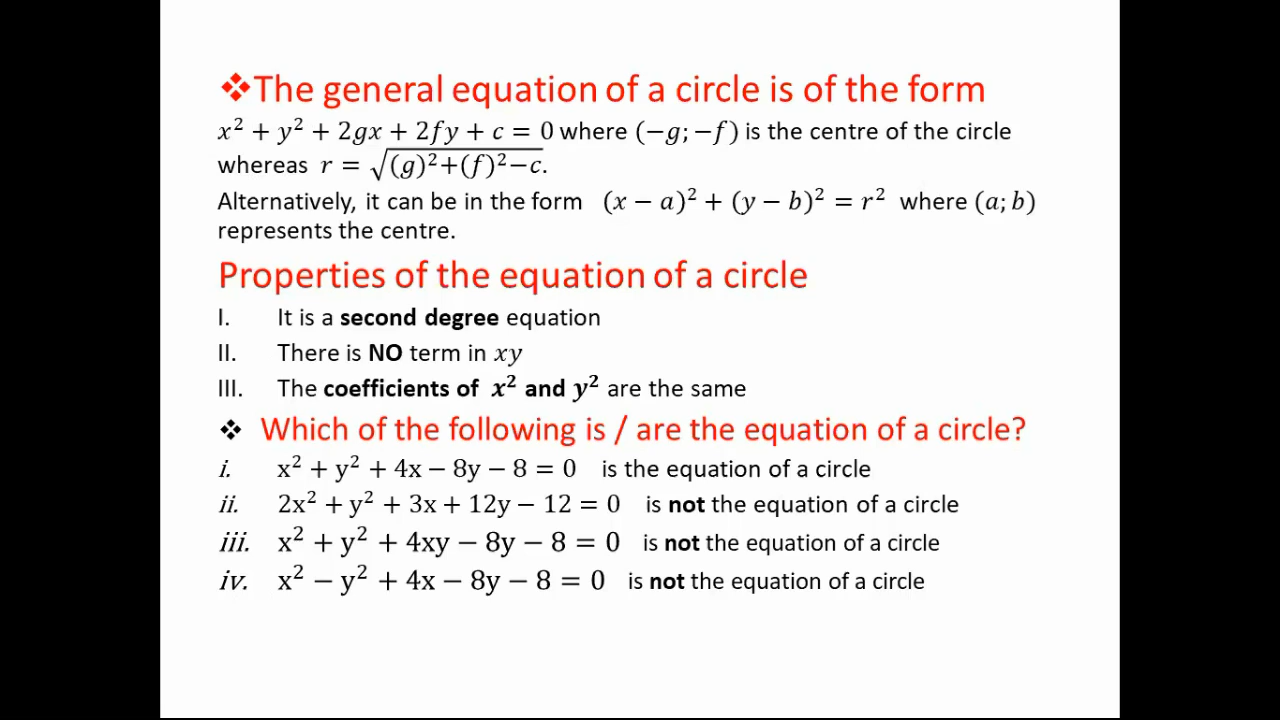 ❖The general equation of a circle is of the form
x² + y² + 2gx + 2fy + c = 0 where (−g; −f) is the centre of the circle
whereas r = √((g)²+(f)²−c).
Alternatively, it can be in the form (x − a)² + (y − b)² = r² where (a; b)
represents the centre.
Properties of the equation of a circle
I. It is a second degree equation
II. There is NO term in xy
III. The coefficients of x² and y² are the same
❖ Which of the following is / are the equation of a circle?
i. x² + y² + 4x − 8y − 8 = 0 is the equation of a circle
ii. 2x² + y² + 3x + 12y − 12 = 0 is not the equation of a circle
iii. x² + y² + 4xy − 8y − 8 = 0 is not the equation of a circle
iv. x² − y² + 4x − 8y − 8 = 0 is not the equation of a circle